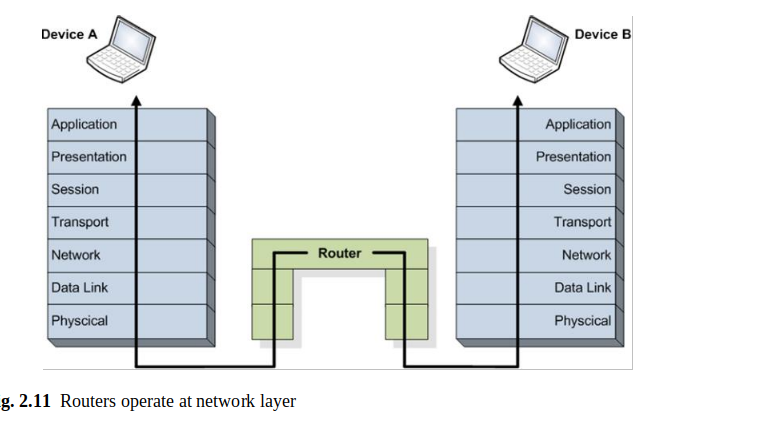 Device A
Device B
Application
Presentation
Session
Transport
Network
Data Link
Physcical
Router
Application
Presentation
Session
Transport
Network
Data Link
Physcical
g. 2.11 Routers operate at network layer